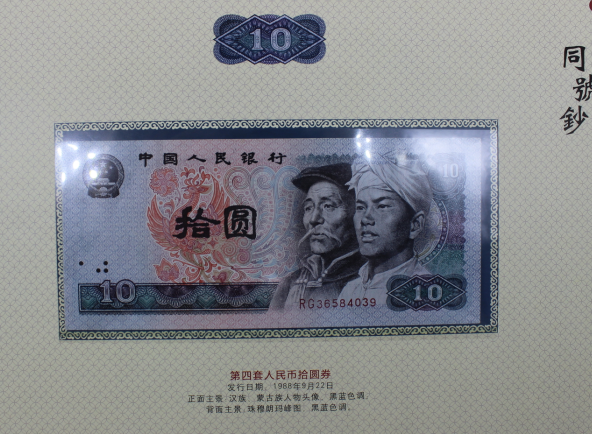 10
同號鈔
中国人民银行
10
拾圆
10
RG36584039
10
第四套人民币拾圆券
发行日期：1988年9月22日
正面主景:汉族、蒙古族人物头像，黑蓝色调。
背面主景:珠穆朗玛峰图，黑蓝色调。